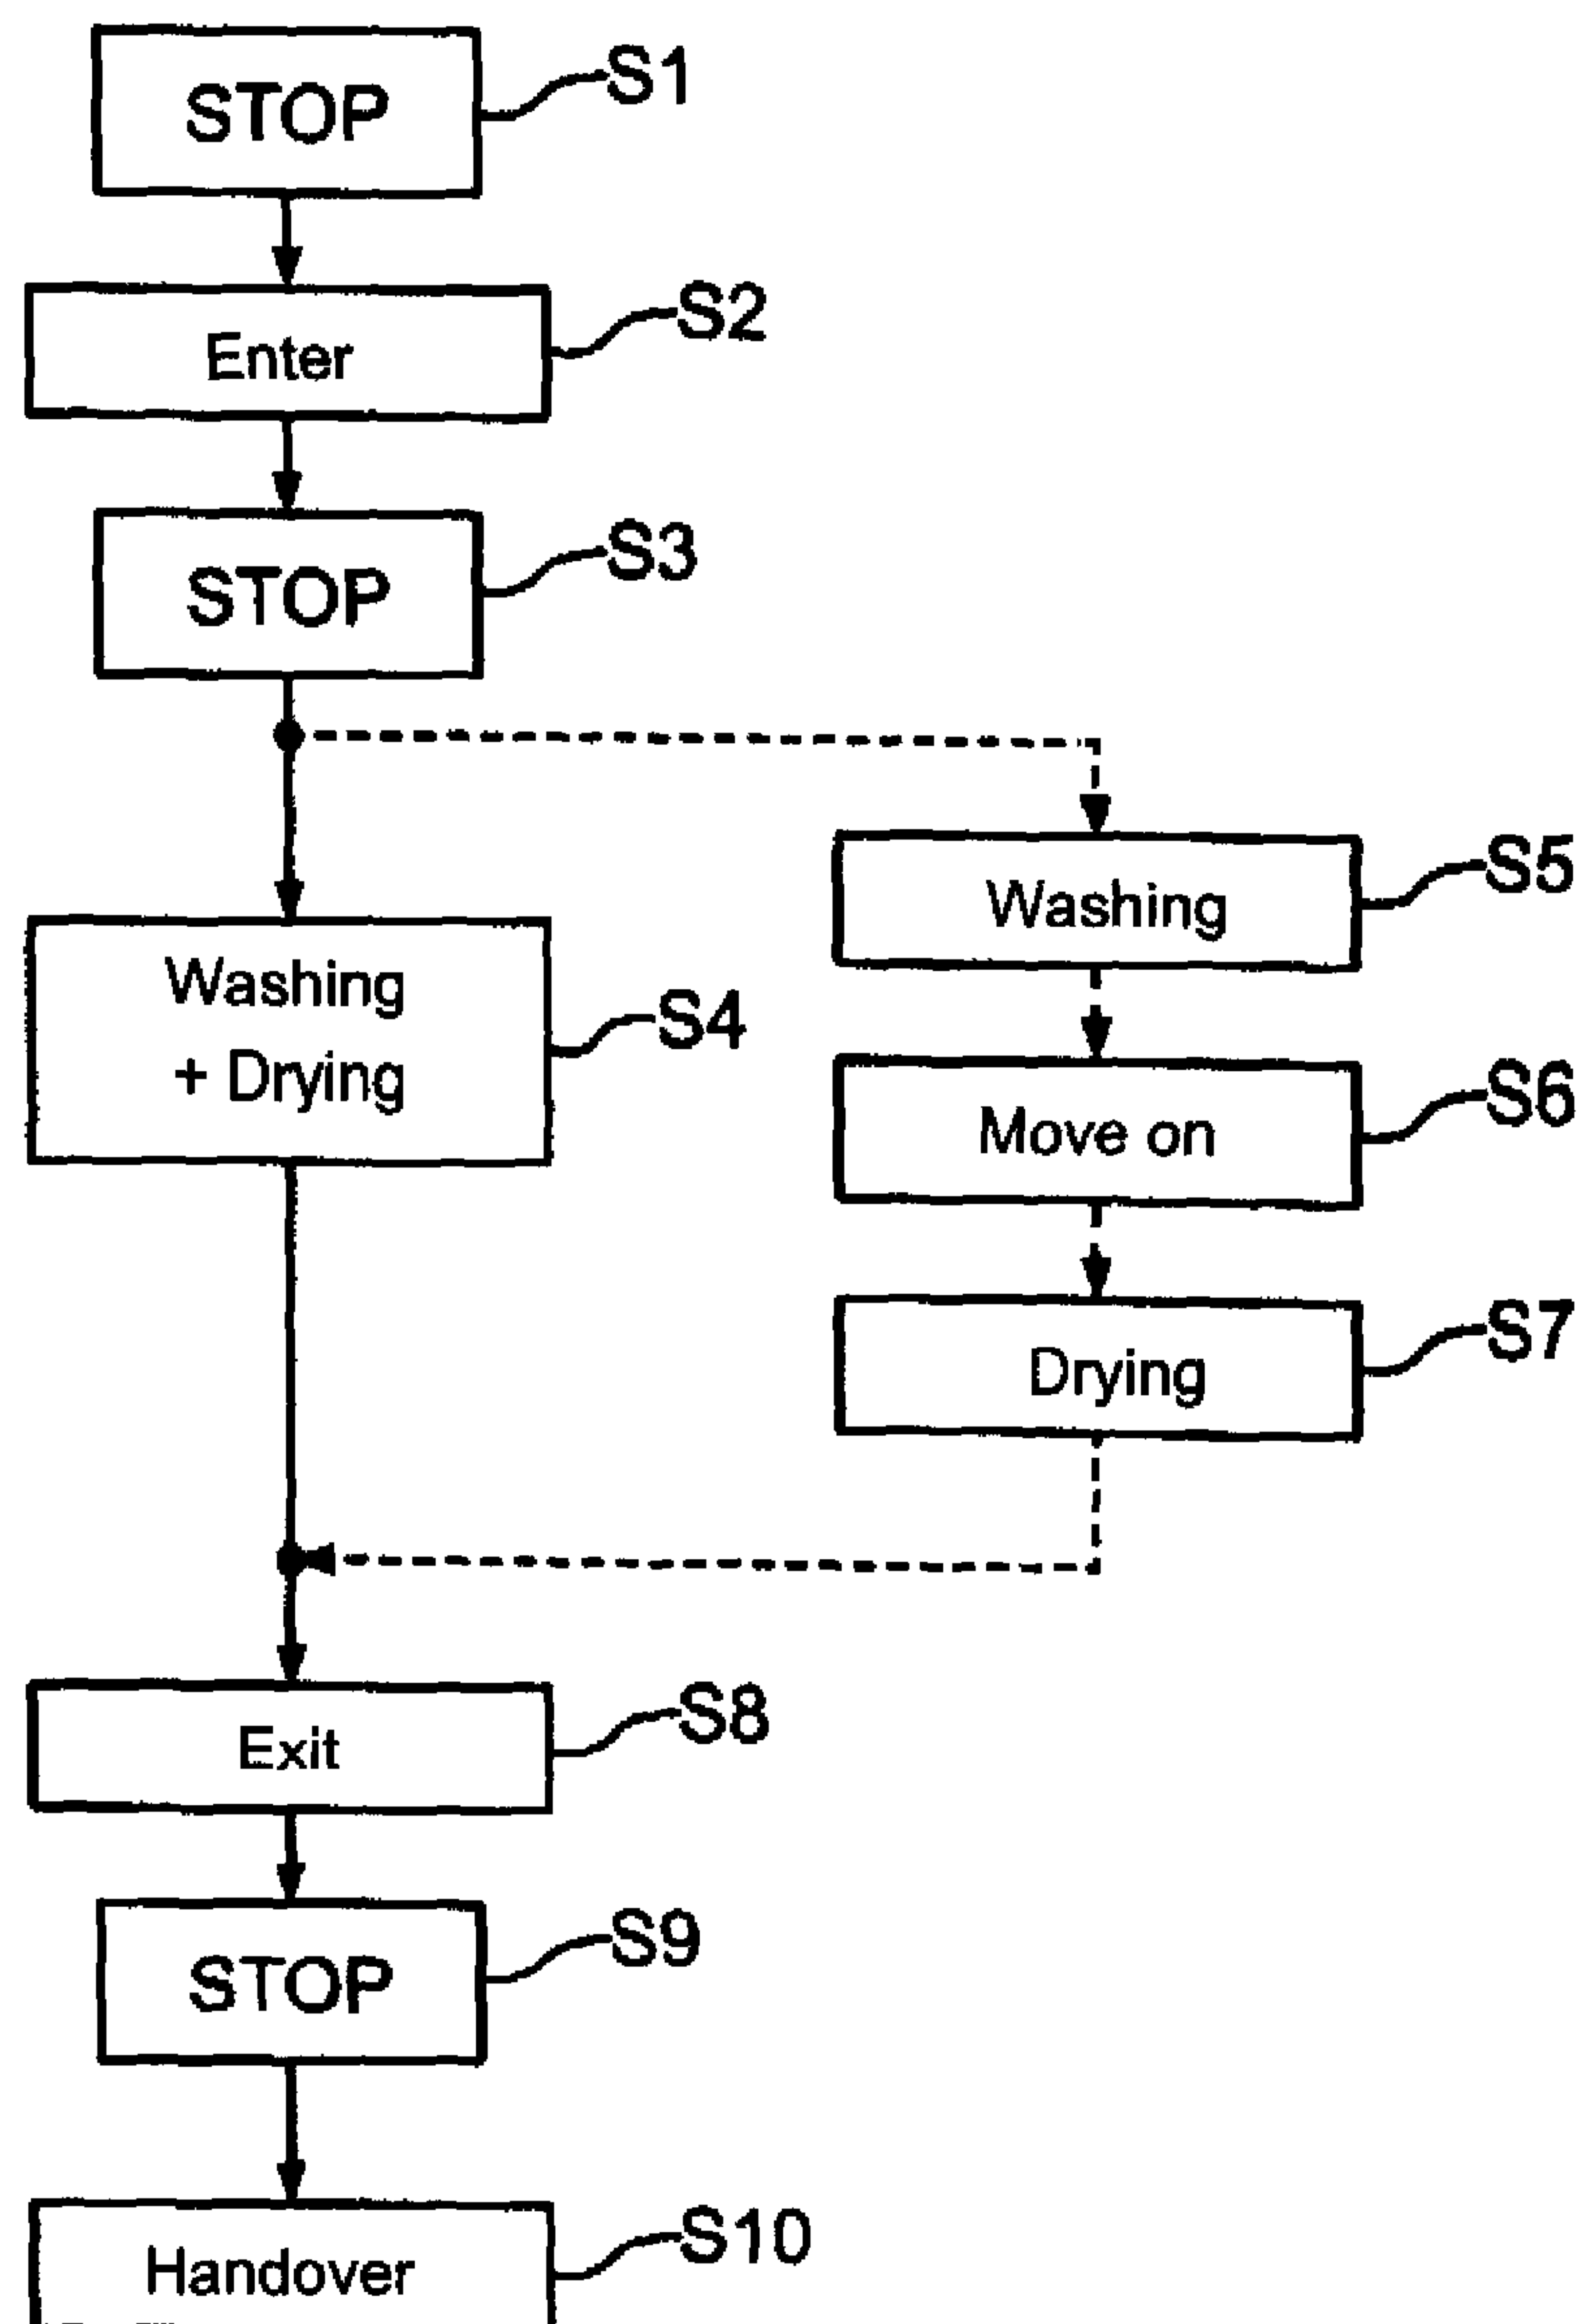 STOP
S1
Enter
S2
STOP
S3
Washing
S5
Washing
+ Drying
S4
Move on
S6
Drying
S7
Exit
S8
STOP
S9
Handover
S10